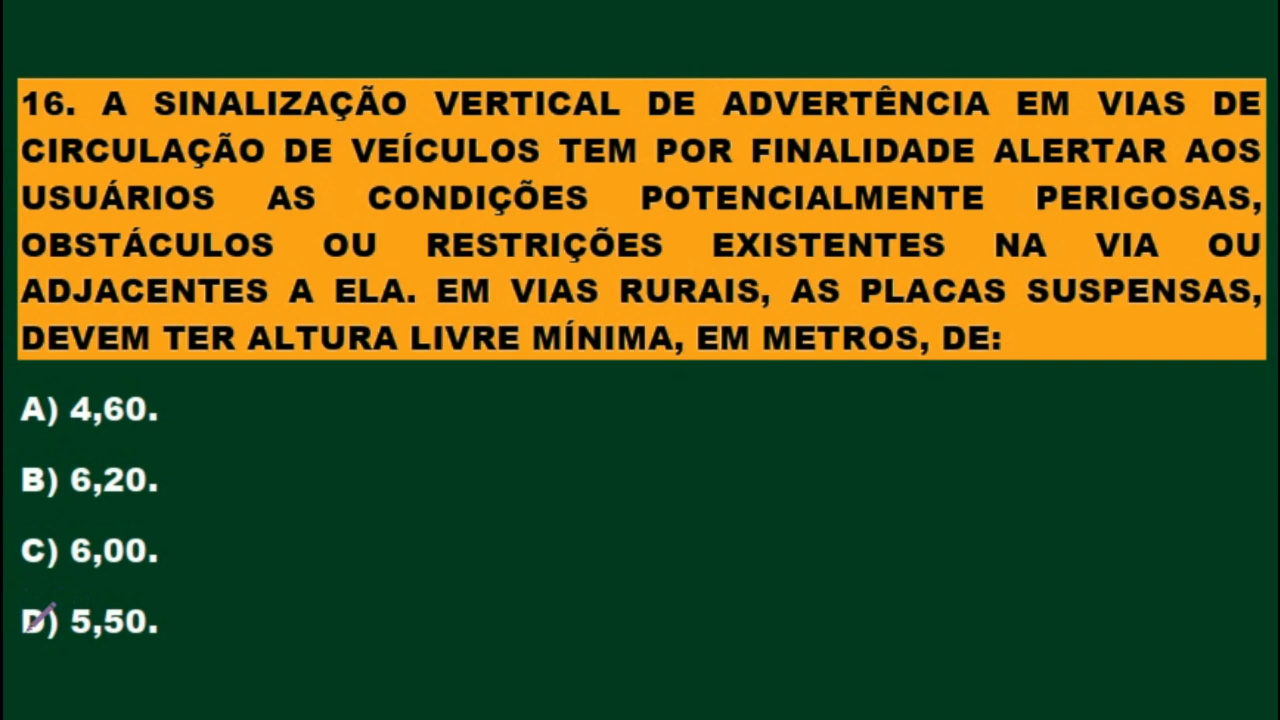 16. A SINALIZAÇÃO VERTICAL DE ADVERTÊNCIA EM VIAS DE
CIRCULAÇÃO DE VEÍCULOS TEM POR FINALIDADE ALERTAR AOS
USUÁRIOS AS CONDIÇÕES POTENCIALMENTE PERIGOSAS,
OBSTÁCULOS OU RESTRIÇÕES EXISTENTES NA VIA OU
ADJACENTES A ELA. EM VIAS RURAIS, AS PLACAS SUSPENSAS,
DEVEM TER ALTURA LIVRE MÍNIMA, EM METROS, DE:
A) 4,60.
B) 6,20.
C) 6,00.
D) 5,50.